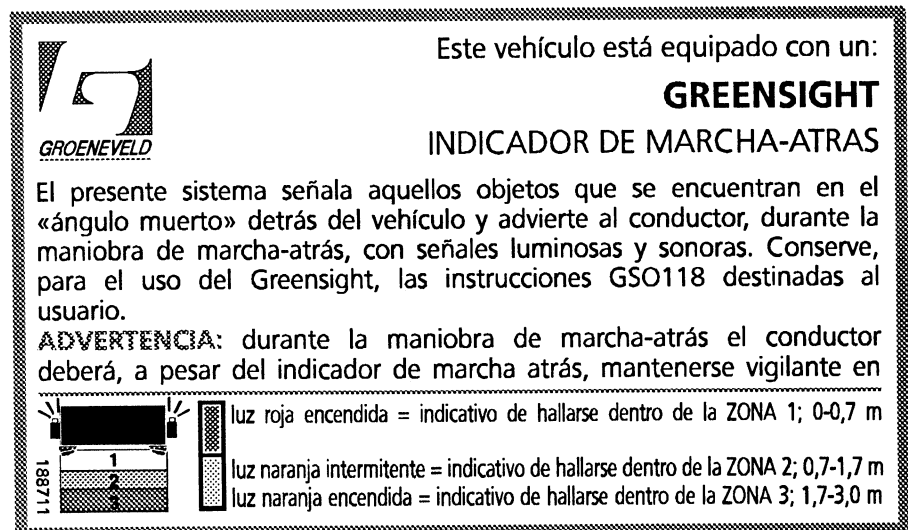 Este vehículo está equipado con un:
GREENSIGHT
GROENEVELD
INDICADOR DE MARCHA-ATRAS
El presente sistema señala aquellos objetos que se encuentran en el
«ángulo muerto» detrás del vehículo y advierte al conductor, durante la
maniobra de marcha-atrás, con señales luminosas y sonoras. Conserve,
para el uso del Greensight, las instrucciones GSO118 destinadas al
usuario.
ADVERTENCIA: durante la maniobra de marcha-atrás el conductor
deberá, a pesar del indicador de marcha atrás, mantenerse vigilante en
luz roja encendida = indicativo de hallarse dentro de la ZONA 1; 0-0,7 m
luz naranja intermitente = indicativo de hallarse dentro de la ZONA 2; 0,7-1,7 m
luz naranja encendida = indicativo de hallarse dentro de la ZONA 3; 1,7-3,0 m
1
2
3
18711